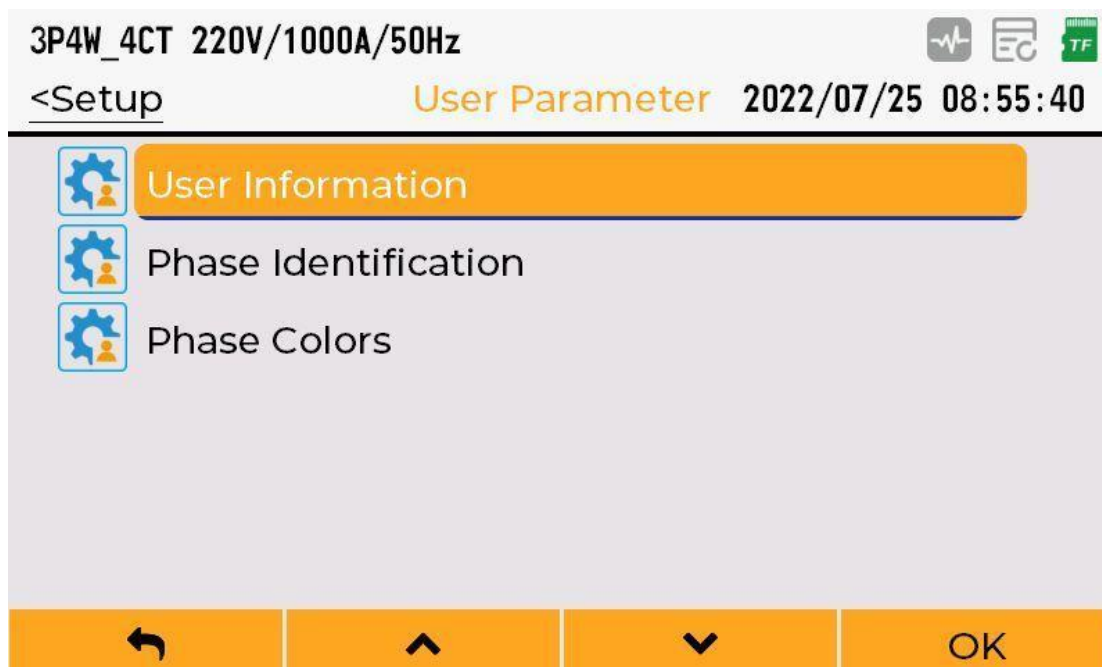 3P4W_4CT 220V/1000A/50Hz TF
<Setup User Parameter 2022/07/25 08:55:40
User Information
Phase Identification
Phase Colors
OK